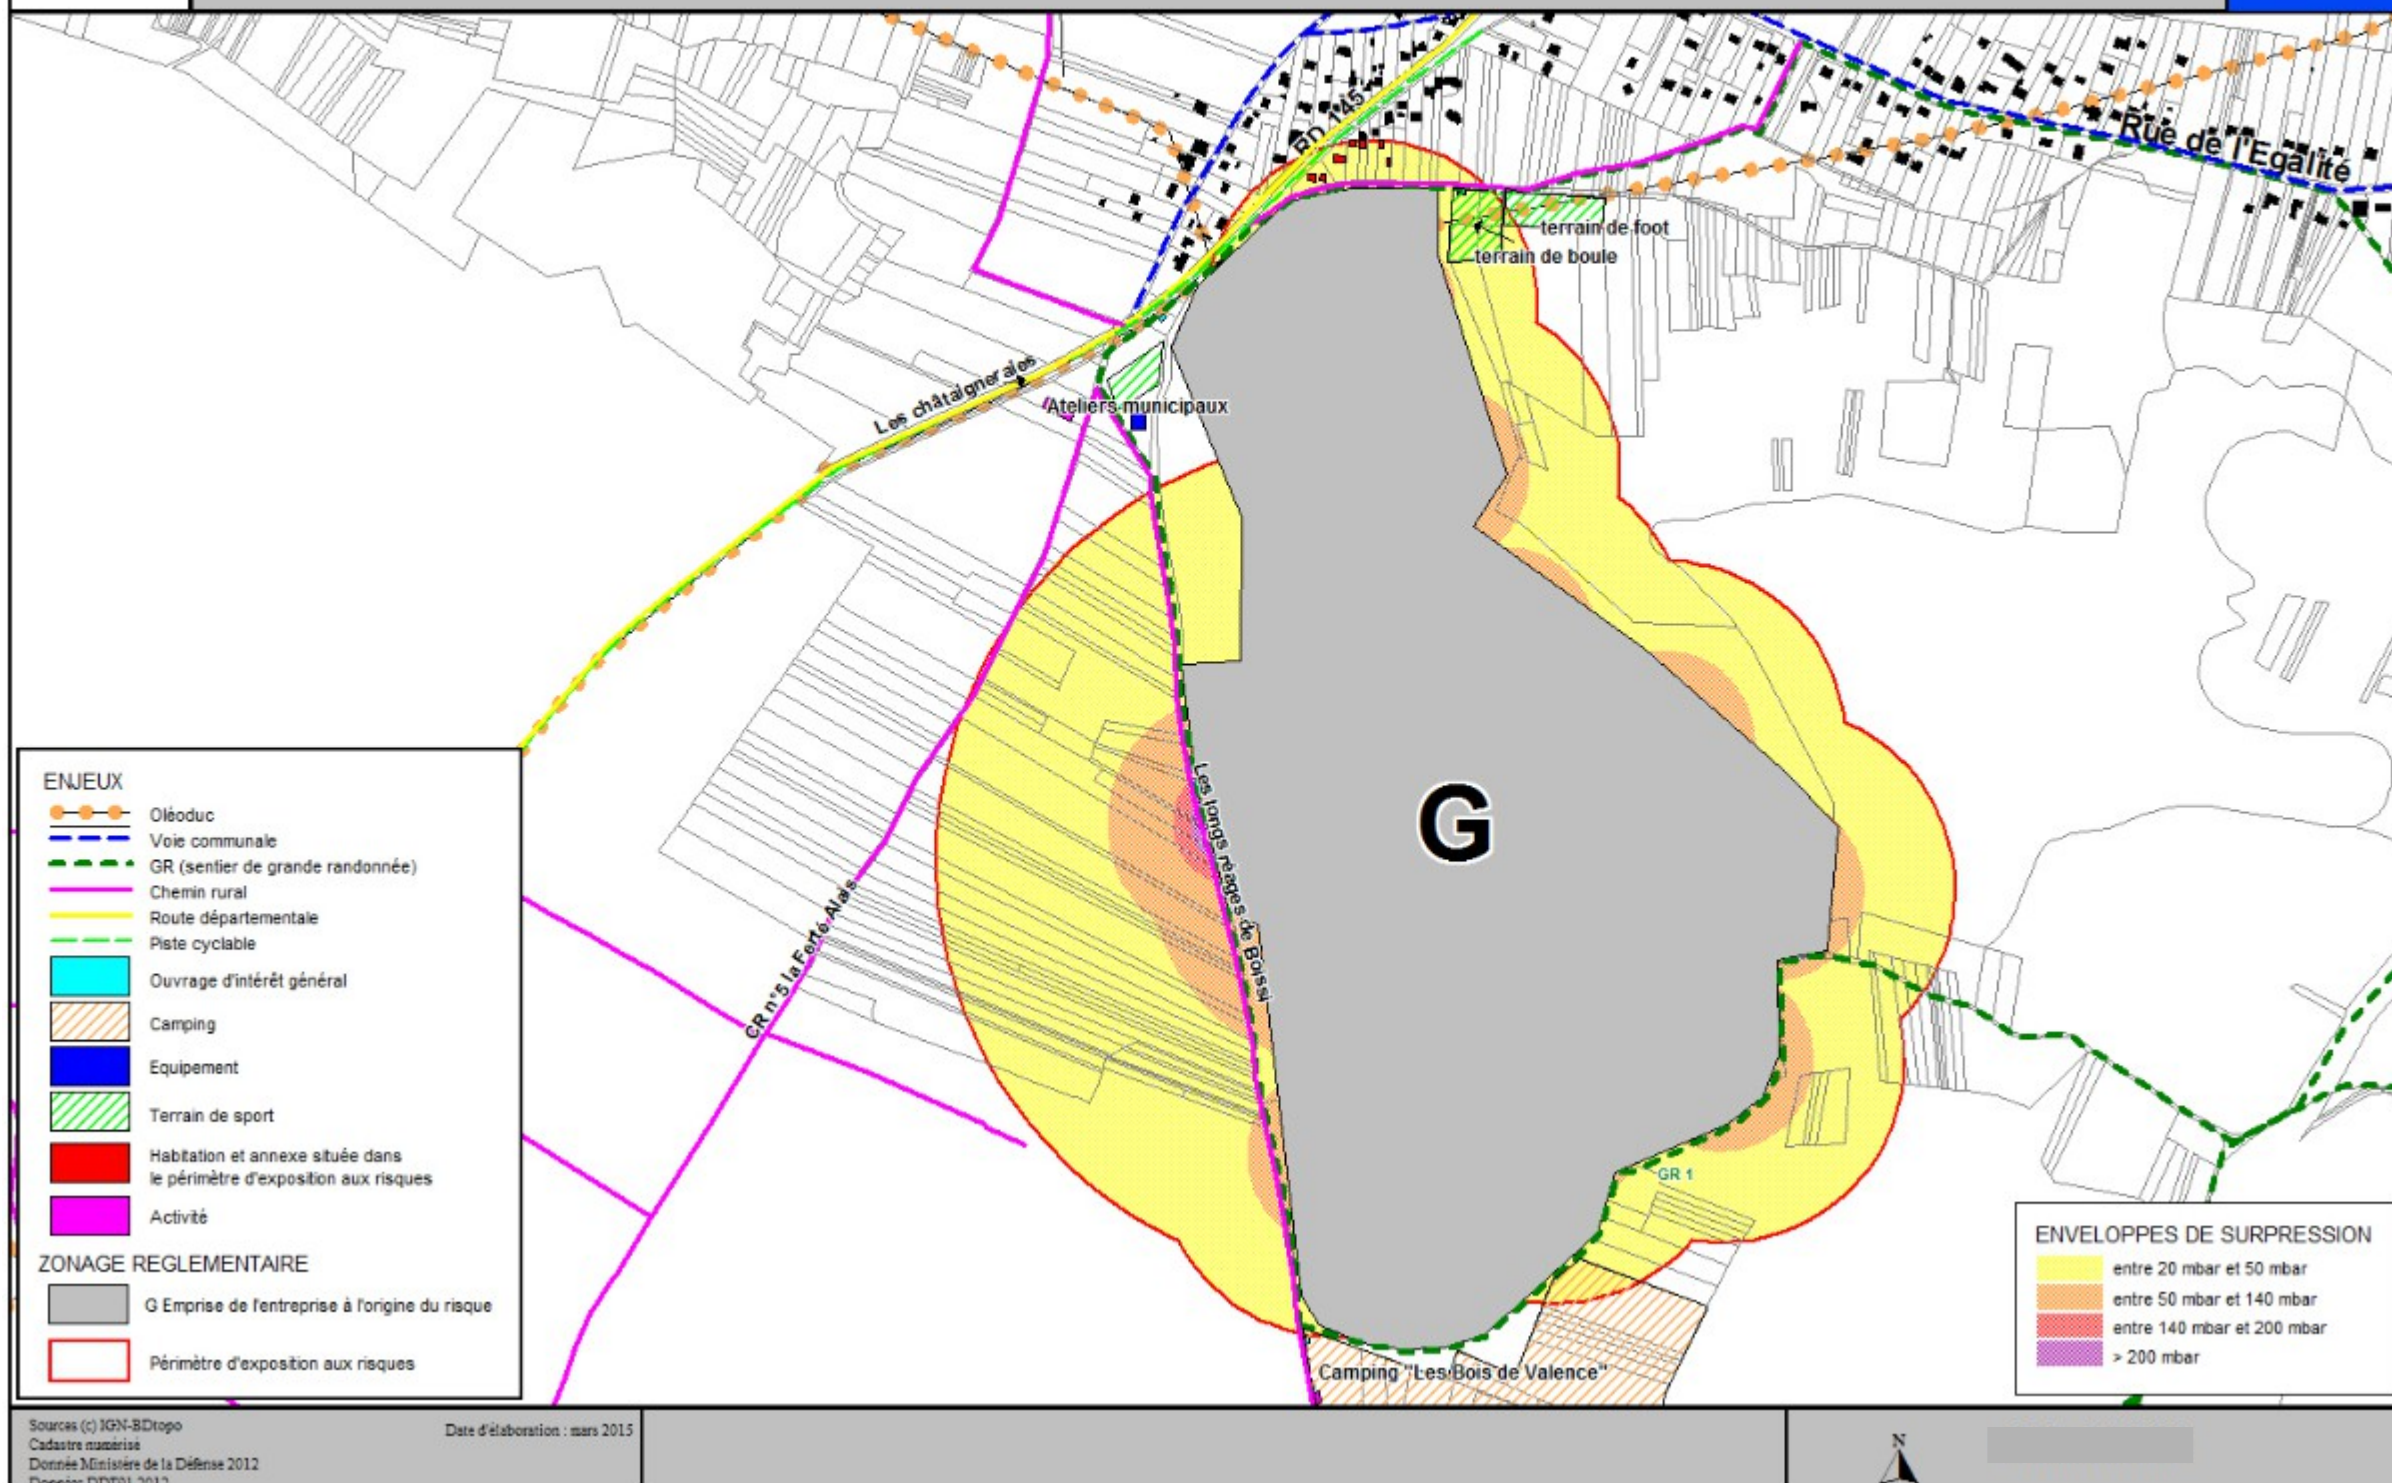 RD 145
Rue de l'Egalité
terrain de foot
terrain de boule
Les châtaigneraies
Ateliers municipaux
Les longs réages de Boissi
G
CR n°5 la Ferté Alais
GR 1
Camping "Les Bois de Valence"
ENJEUX
Oléoduc
Voie communale
GR (sentier de grande randonnée)
Chemin rural
Route départementale
Piste cyclable
Ouvrage d'intérêt général
Camping
Equipement
Terrain de sport
Habitation et annexe située dans
le périmètre d'exposition aux risques
Activité
ZONAGE REGLEMENTAIRE
G Emprise de l'entreprise à l'origine du risque
Périmètre d'exposition aux risques
ENVELOPPES DE SURPRESSION
entre 20 mbar et 50 mbar
entre 50 mbar et 140 mbar
entre 140 mbar et 200 mbar
> 200 mbar
Sources (c) IGN-BDtopo
Date d'élaboration : mars 2015
Cadastre numérisé
Donnée Ministère de la Défense 2012
N